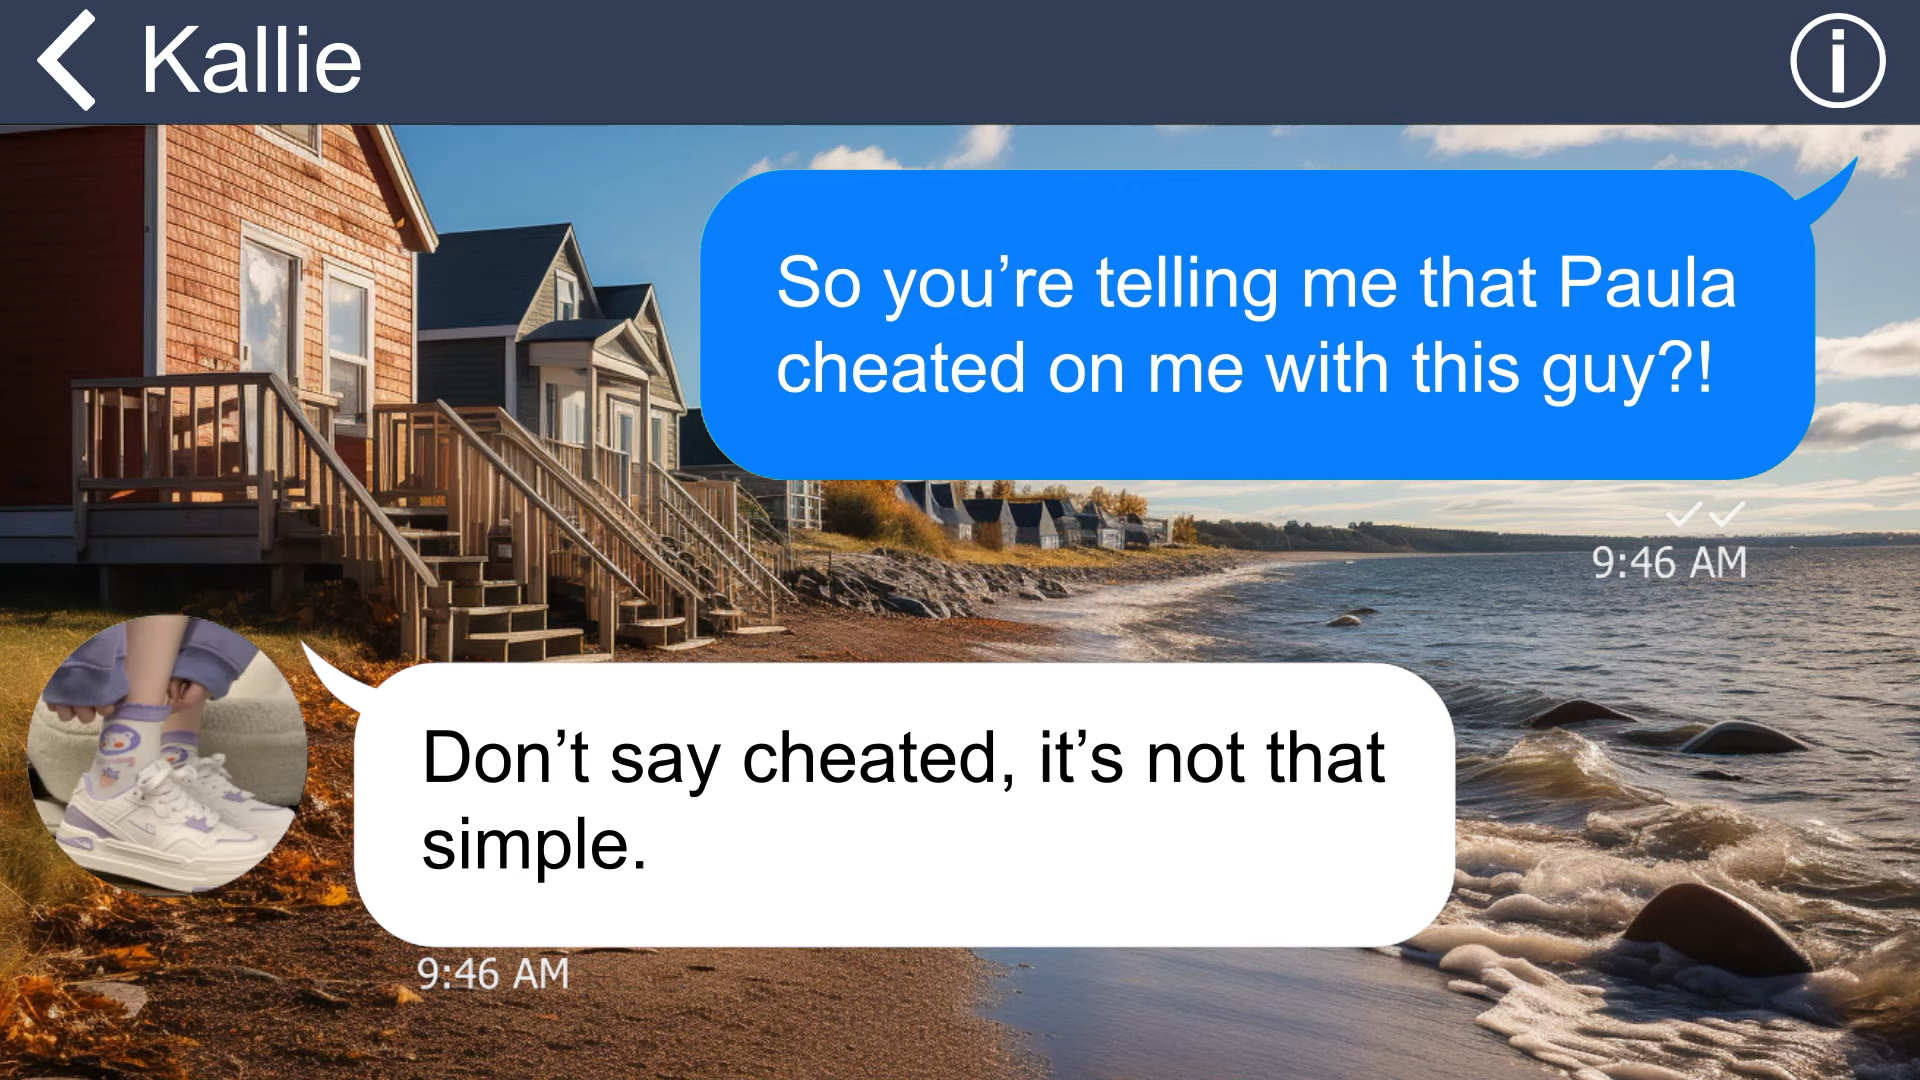 Kallie
So you’re telling me that Paula
cheated on me with this guy?!
9:46 AM
Don’t say cheated, it’s not that
simple.
9:46 AM